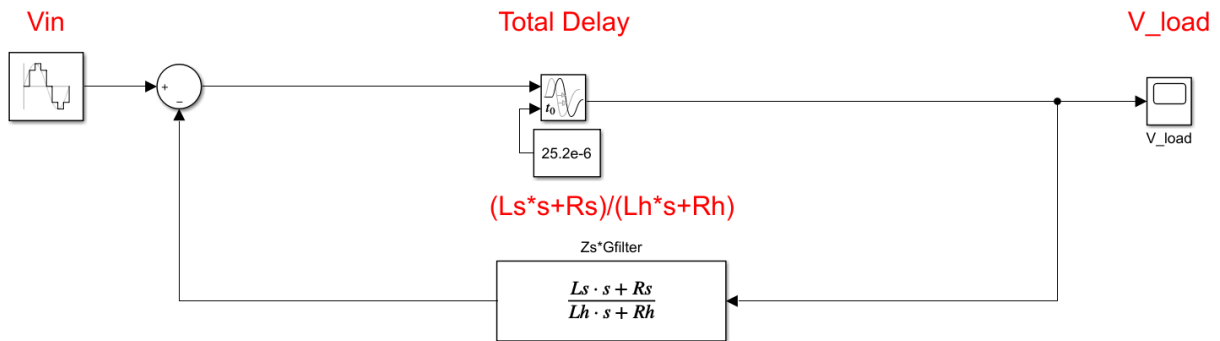 Vin
Total Delay
V_load
+
−
t₀
25.2e-6
V_load
(Ls*s+Rs)/(Lh*s+Rh)
Zs*Gfilter
Ls · s + Rs
Lh · s + Rh